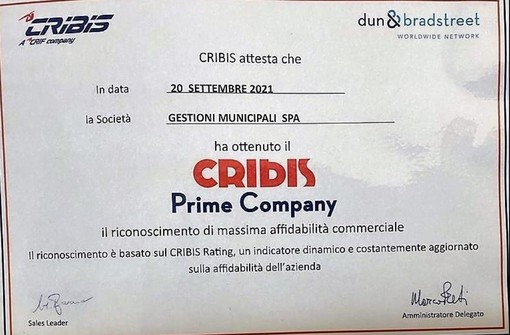 CRIBIS
A CRIF company
dun & bradstreet
WORLDWIDE NETWORK
CRIBIS attesta che
In data 20 SETTEMBRE 2021
la Società GESTIONI MUNICIPALI SPA
ha ottenuto il
CRIBIS
Prime Company
il riconoscimento di massima affidabilità commerciale
Il riconoscimento è basato sul CRIBIS Rating, un indicatore dinamico e costantemente aggiornato
sulla affidabilità dell'azienda
Sales Leader
Amministratore Delegato